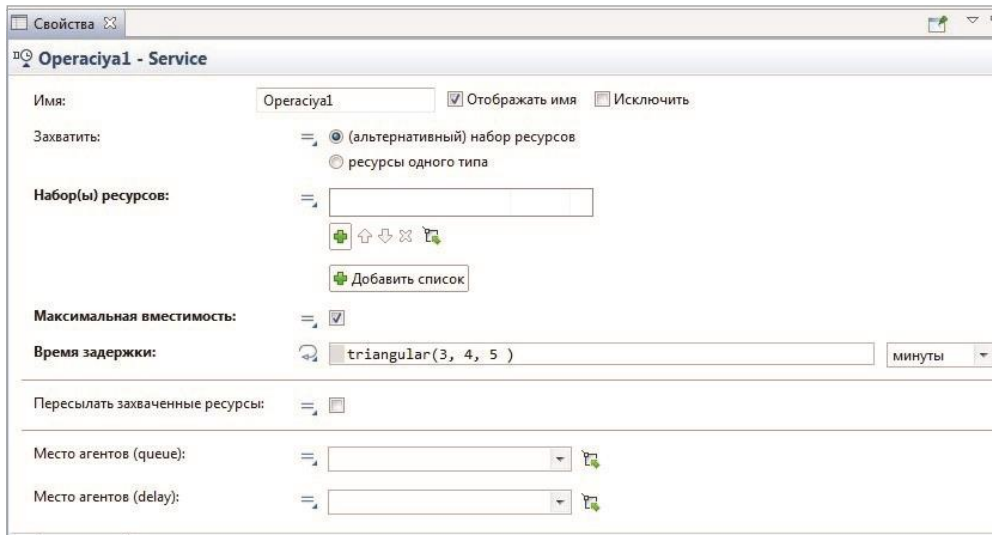 Свойства
Operaciya1 - Service
Имя: Operaciya1 Отображать имя Исключить
Захватить: (альтернативный) набор ресурсов
ресурсы одного типа
Набор(ы) ресурсов:
Добавить список
Максимальная вместимость:
Время задержки: triangular(3, 4, 5 ) минуты
Пересылать захваченные ресурсы:
Место агентов (queue):
Место агентов (delay):